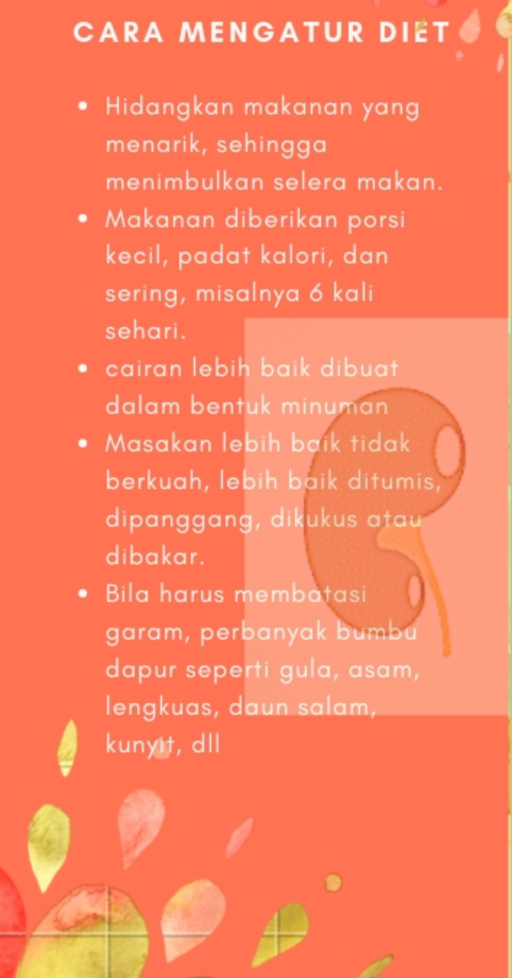 CARA MENGATUR DIET
• Hidangkan makanan yang
menarik, sehingga
menimbulkan selera makan.
• Makanan diberikan porsi
kecil, padat kalori, dan
sering, misalnya 6 kali
sehari.
• cairan lebih baik dibuat
dalam bentuk minuman
• Masakan lebih baik tidak
berkuah, lebih baik ditumis,
dipanggang, dikukus atau
dibakar.
• Bila harus membatasi
garam, perbanyak bumbu
dapur seperti gula, asam,
lengkuas, daun salam,
kunyit, dll